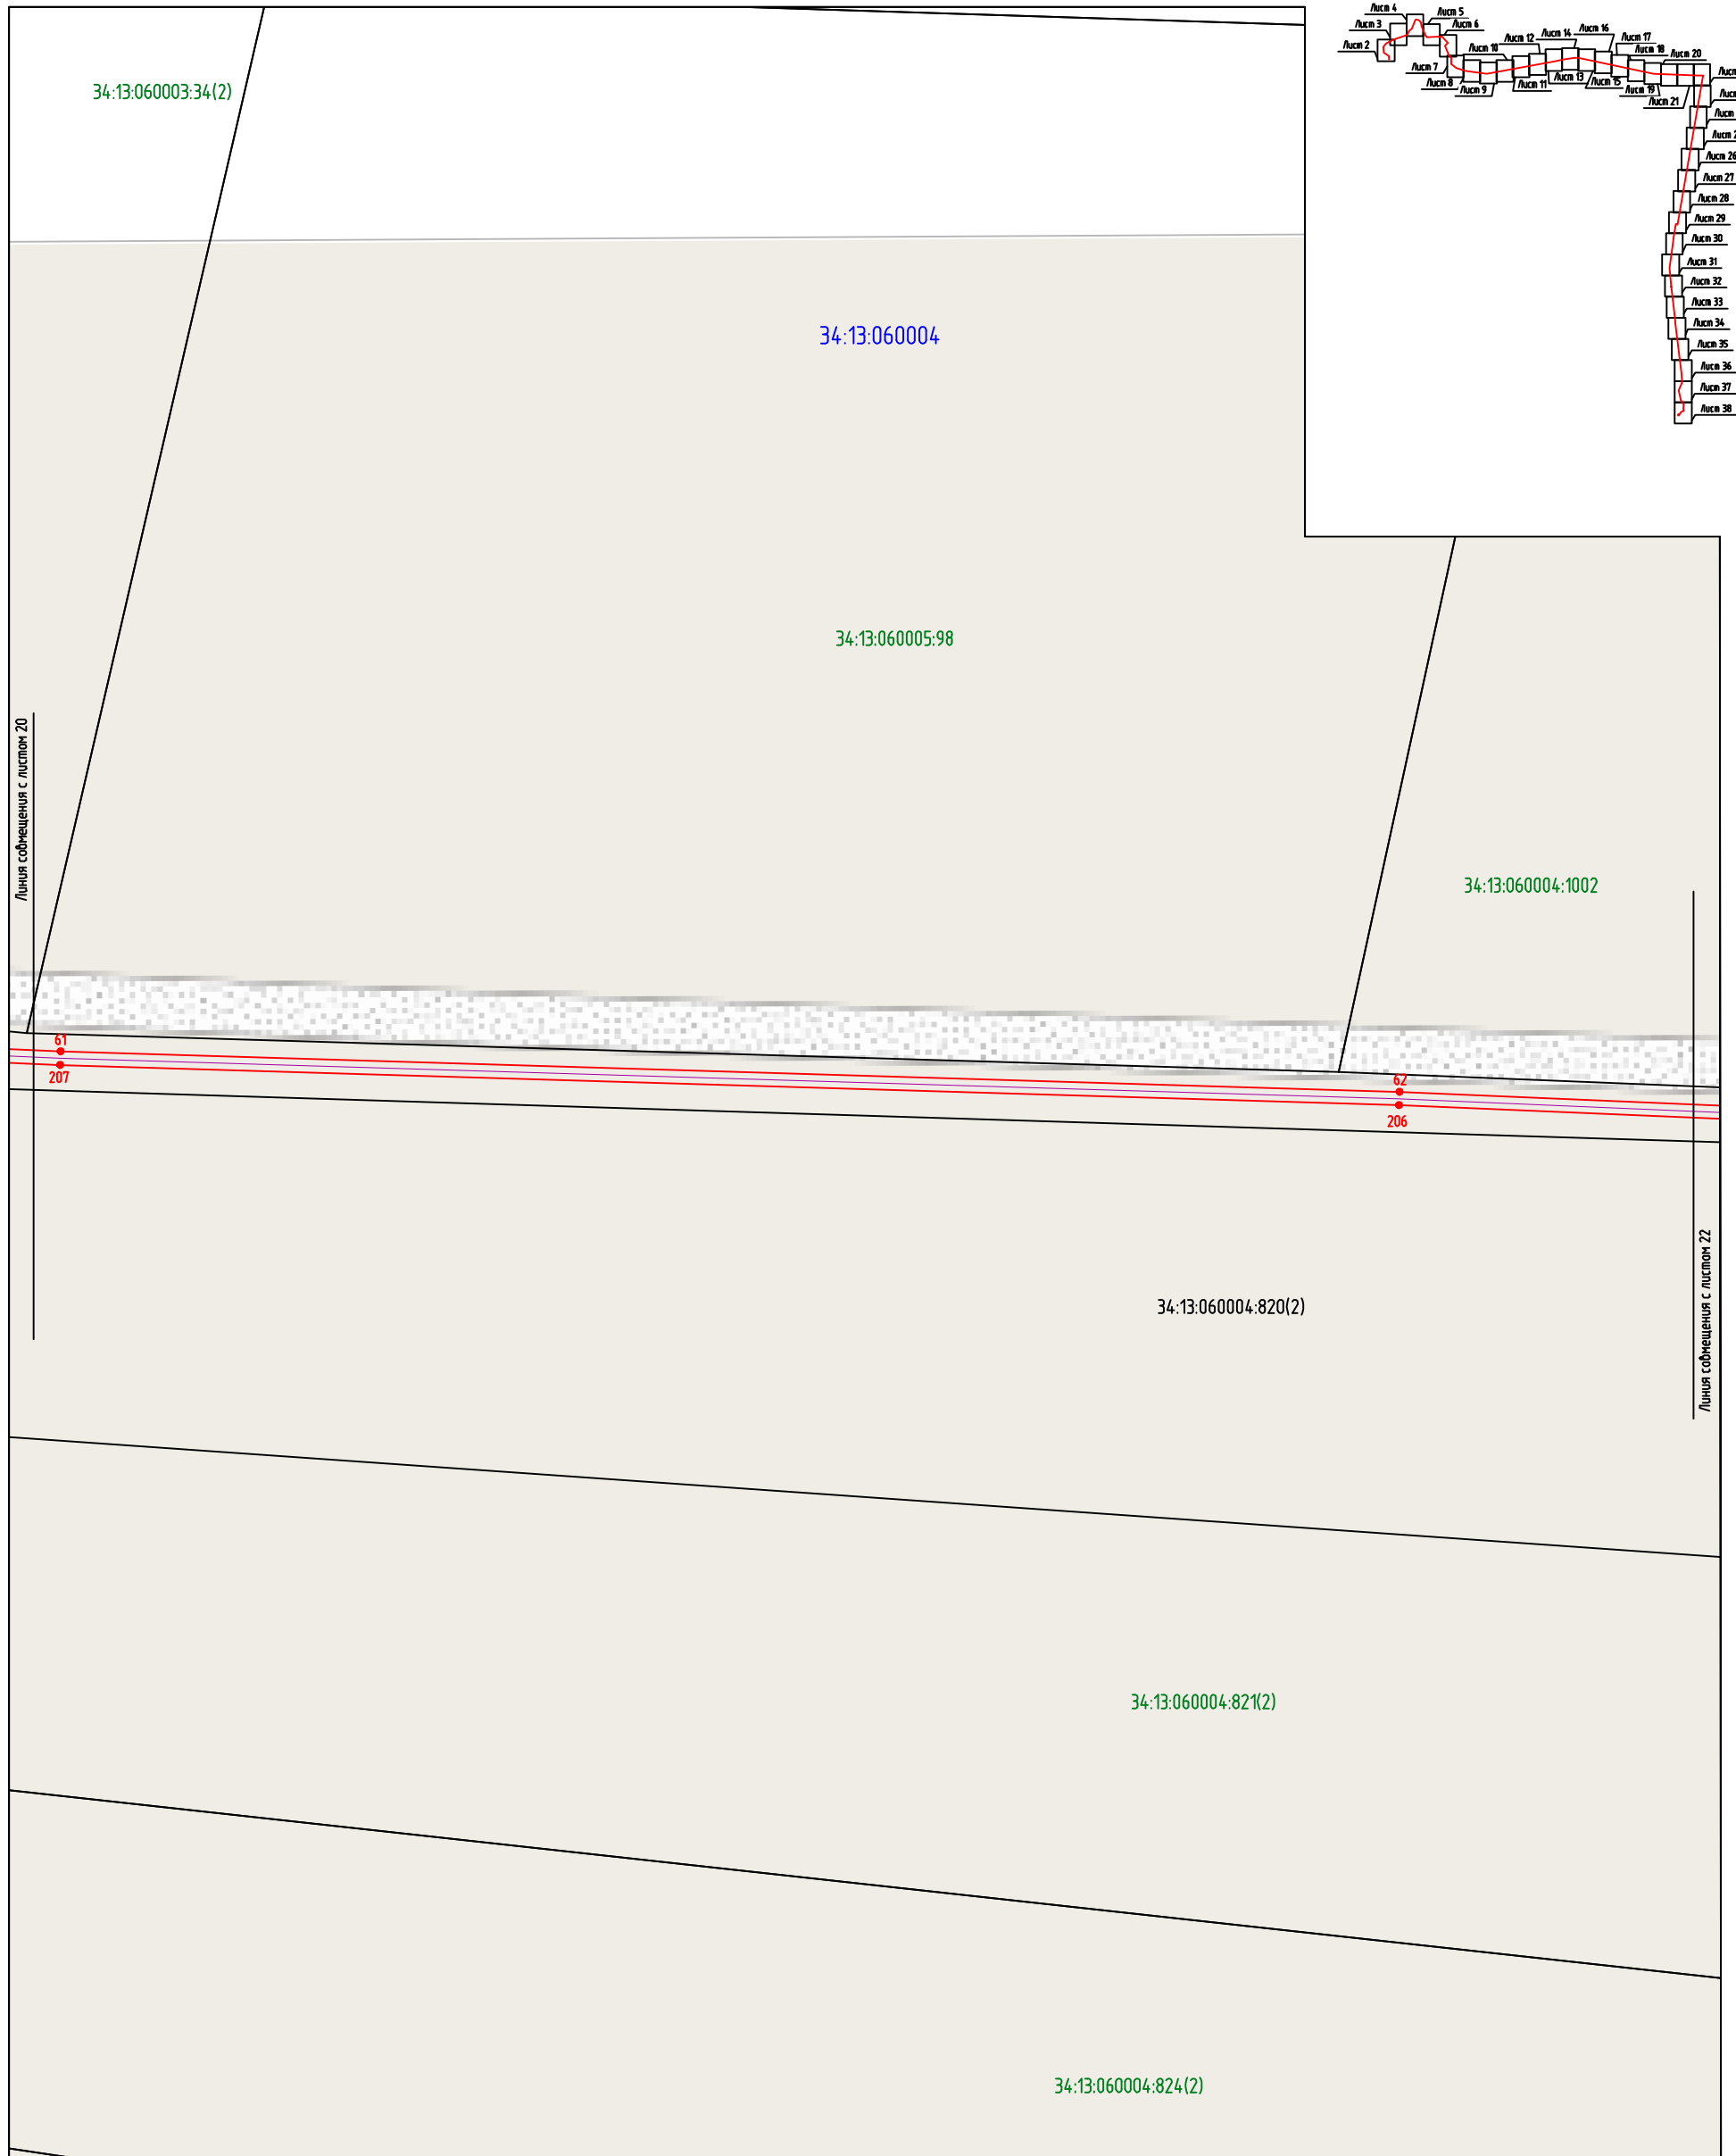 Лист 4
Лист 5
Лист 3
Лист 6
Лист 2
Лист 12
Лист 14
Лист 16
Лист 17
Лист 10
Лист 18
Лист 20
Лист 7
Лист 8
Лист 9
Лист 11
Лист 13
Лист 15
Лист 19
Лист 21
Лист 26
Лист 27
Лист 28
Лист 29
Лист 30
Лист 31
Лист 32
Лист 33
Лист 34
Лист 35
Лист 36
Лист 37
Лист 38
34:13:060003:34(2)
34:13:060004
34:13:060005:98
Линия совмещения с листом 20
34:13:060004:1002
61
207
62
206
34:13:060004:820(2)
Линия совмещения с листом 22
34:13:060004:821(2)
34:13:060004:824(2)